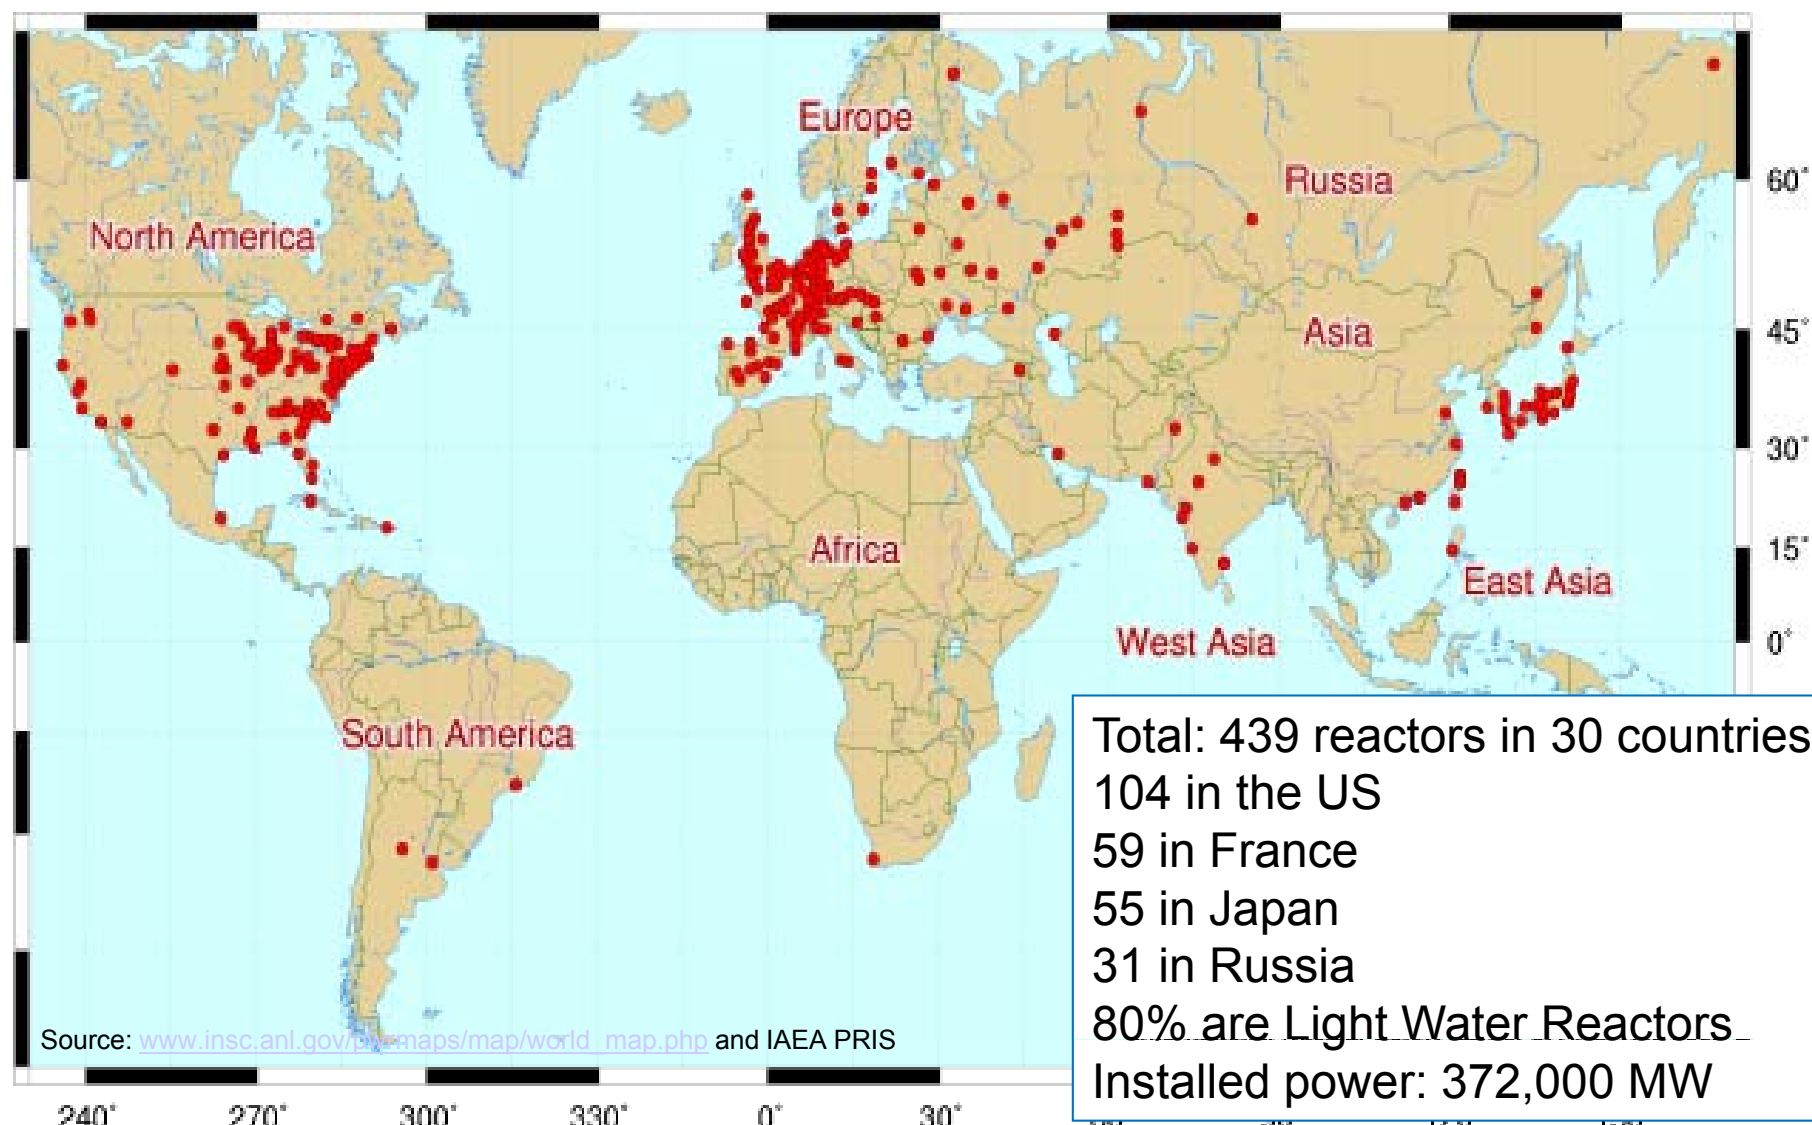 Europe
Russia
60°
North America
Asia
45°
30°
Africa
15°
East Asia
West Asia
0°
South America
Total: 439 reactors in 30 countries
104 in the US
59 in France
55 in Japan
31 in Russia
80% are Light Water Reactors
Installed power: 372,000 MW
Source: www.insc.anl.gov/pls maps/map/world_map.php and IAEA PRIS
240° 270° 300° 330° 0° 30°